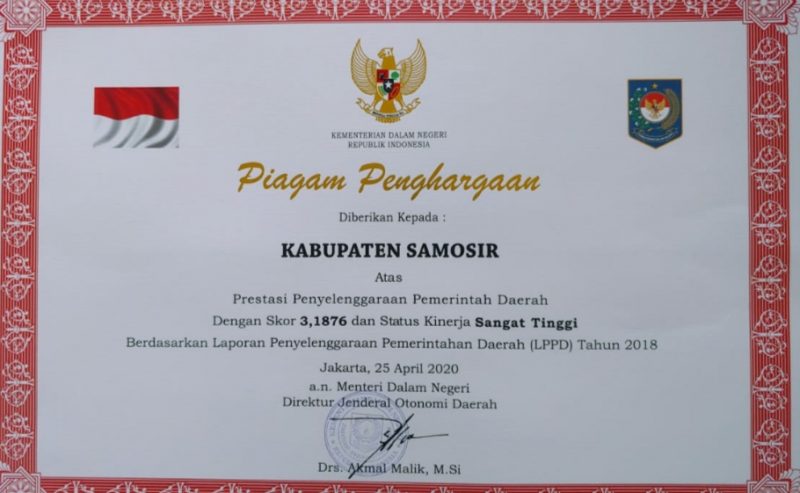 KEMENTERIAN DALAM NEGERI
REPUBLIK INDONESIA
Piagam Penghargaan
Diberikan Kepada :
KABUPATEN SAMOSIR
Atas
Prestasi Penyelenggaraan Pemerintah Daerah
Dengan Skor 3,1876 dan Status Kinerja Sangat Tinggi
Berdasarkan Laporan Penyelenggaraan Pemerintahan Daerah (LPPD) Tahun 2018
Jakarta, 25 April 2020
a.n. Menteri Dalam Negeri
Direktur Jenderal Otonomi Daerah
Drs. Akmal Malik, M.Si